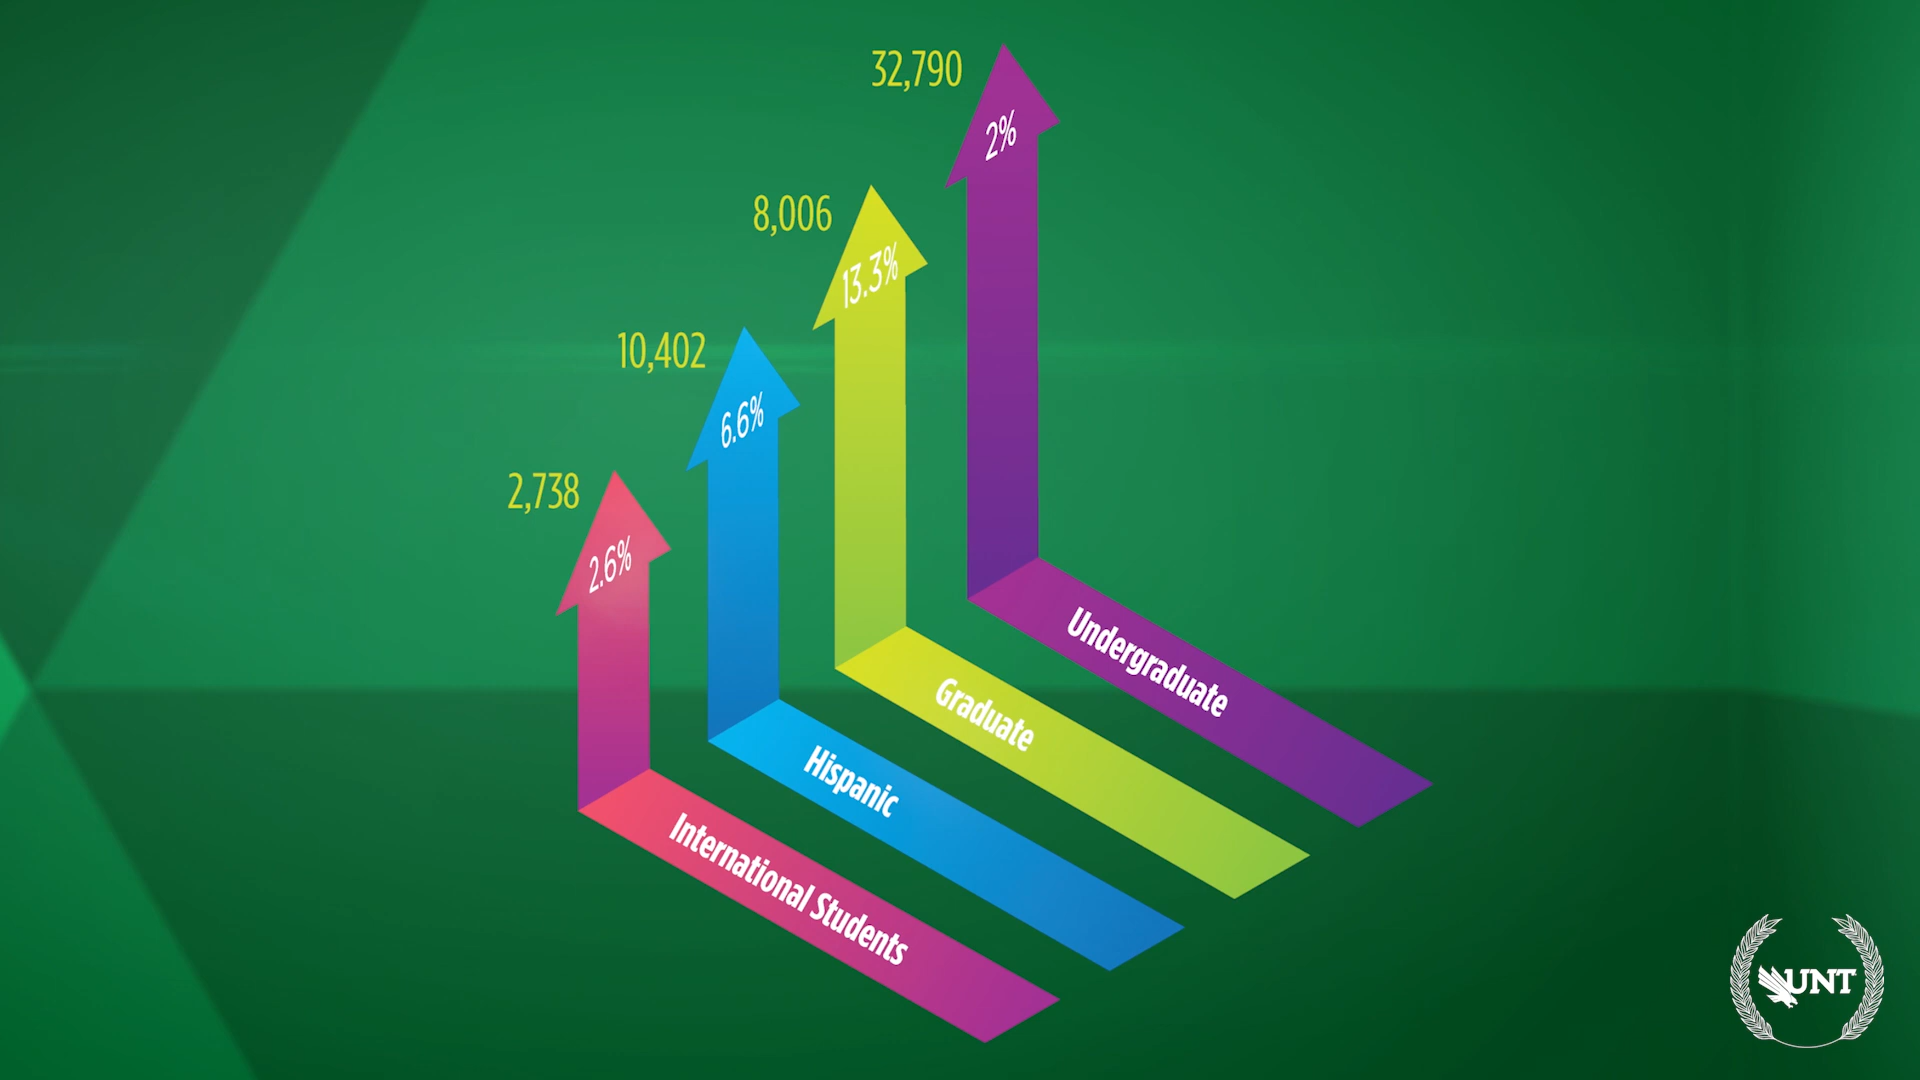 32,790
2%
8,006
13.3%
10,402
6.6%
2,738
2.6%
Undergraduate
Graduate
Hispanic
International Students
UNT